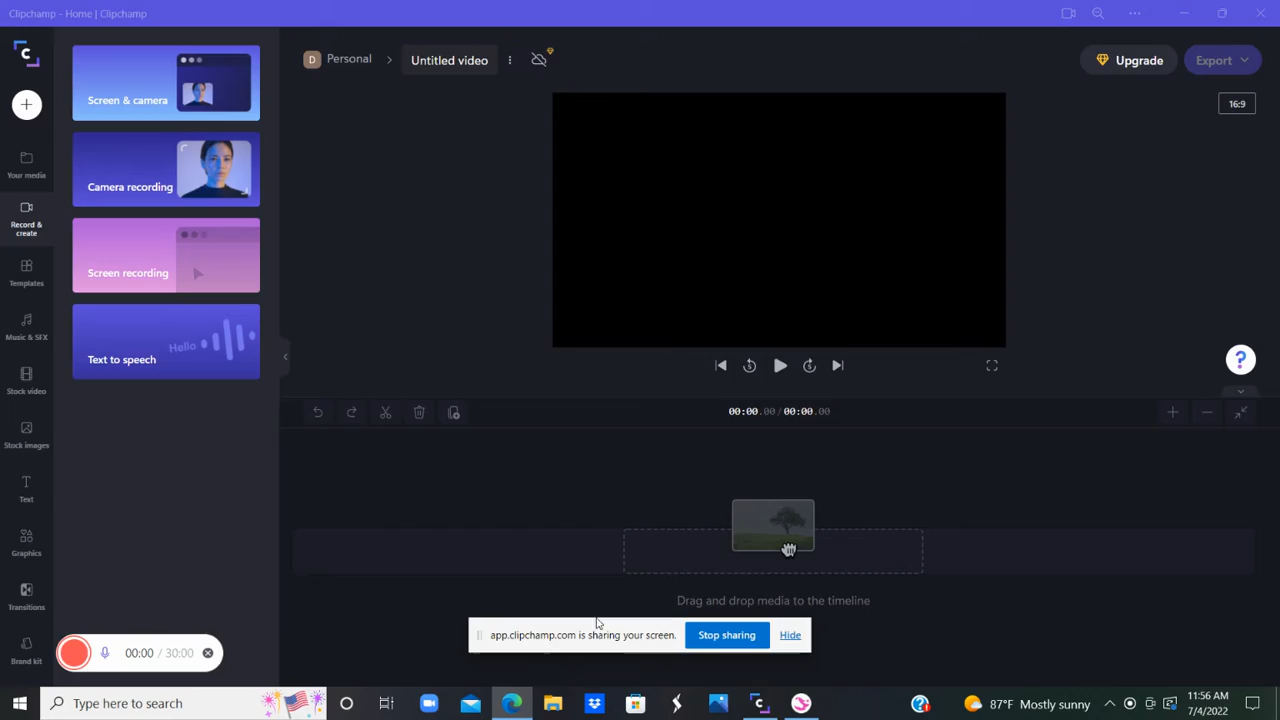 Clipchamp - Home | Clipchamp
D Personal > Untitled video
Upgrade
Export
16:9
Screen & camera
Camera recording
Screen recording
Hello
Text to speech
Your media
Record &
create
Templates
Music & SFX
Stock video
Stock images
Text
Graphics
Transitions
Brand kit
5
5
?
00:00.00 / 00:00.00
Drag and drop media to the timeline
app.clipchamp.com is sharing your screen.
Stop sharing
Hide
00:00 / 30:00
Type here to search
87°F Mostly sunny
11:56 AM
7/4/2022